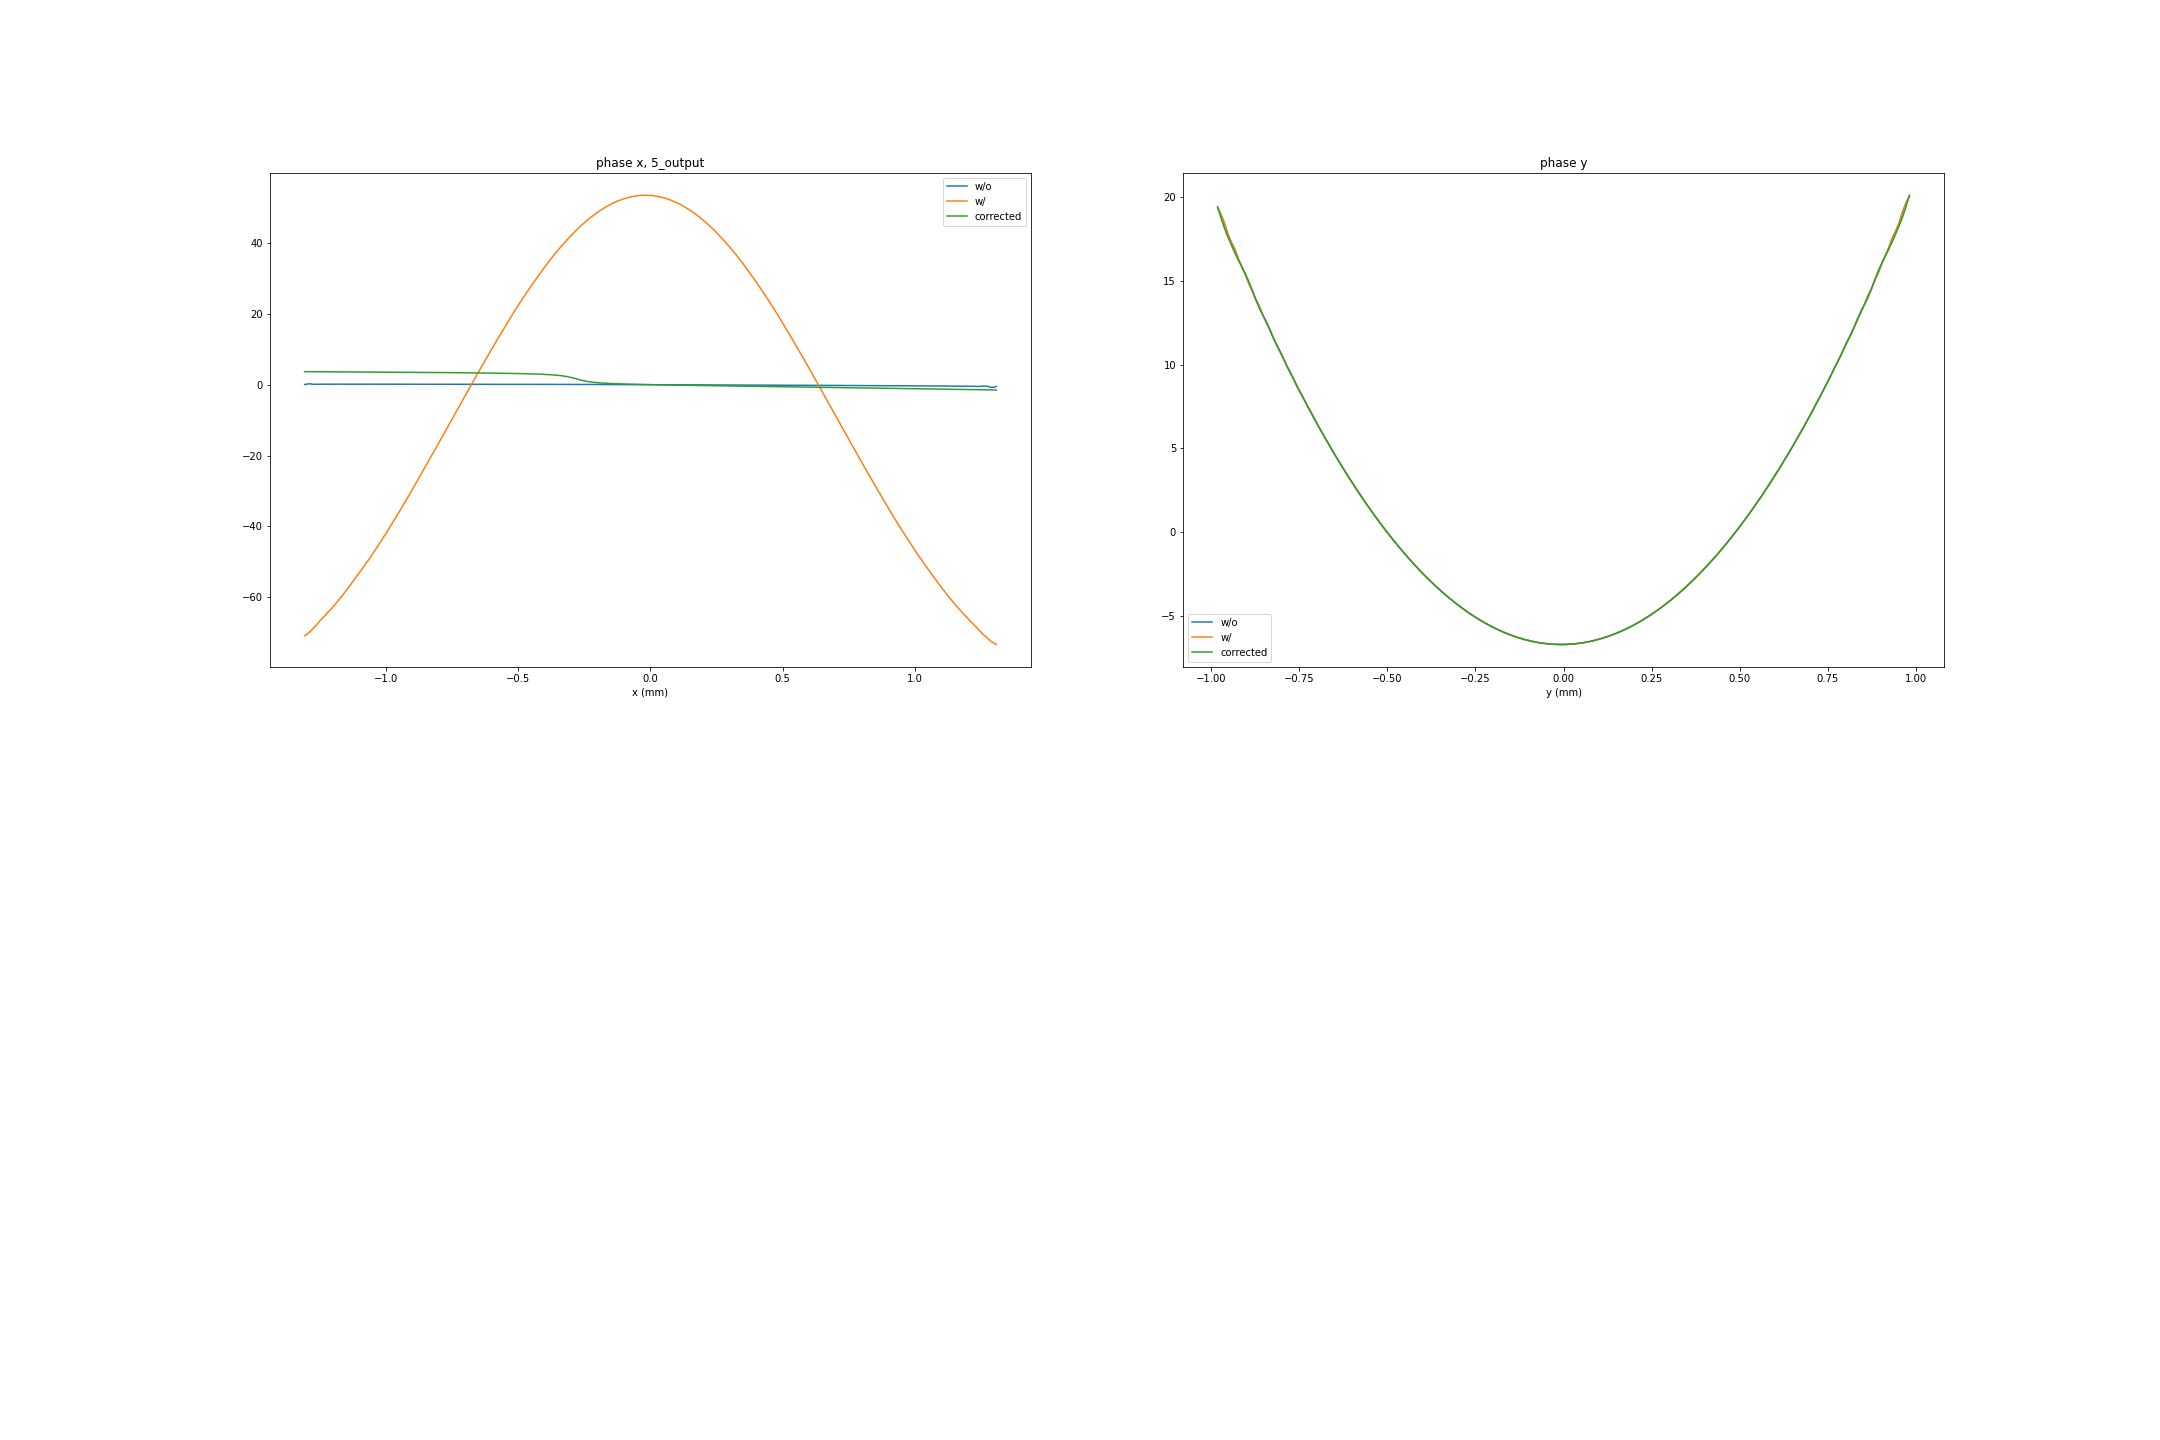 phase x, 5_output
w/o
w/
corrected
40
20
0
−20
−40
−60
−1.0 −0.5 0.0 0.5 1.0
x (mm)
phase y
20
15
10
5
0
−5
w/o
w/
corrected
−1.00 −0.75 −0.50 −0.25 0.00 0.25 0.50 0.75 1.00
y (mm)